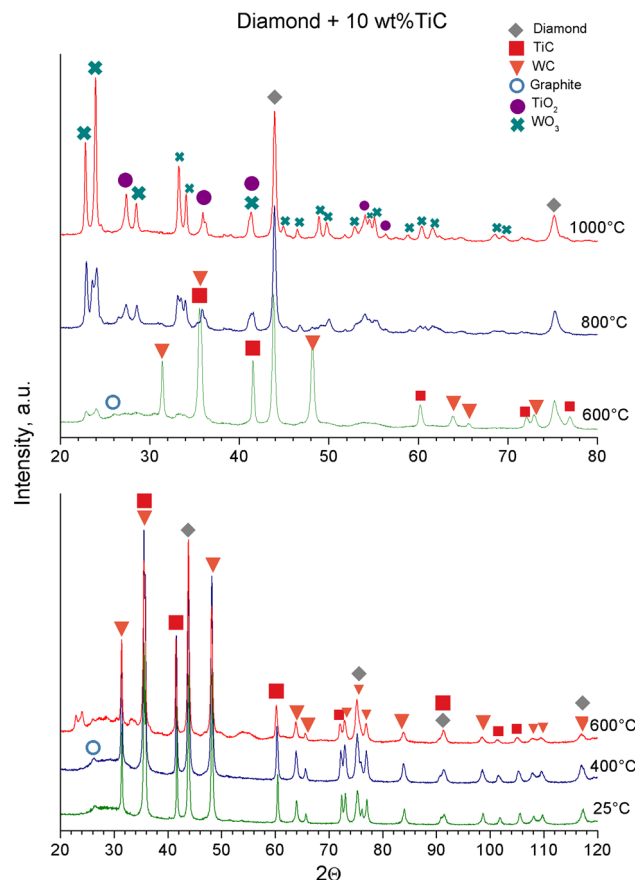 Diamond + 10 wt%TiC
Diamond
TiC
WC
Graphite
TiO2
WO3
1000°C
800°C
600°C
20 30 40 50 60 70 80
Intensity, a.u.
600°C
400°C
25°C
20 30 40 50 60 70 80 90 100 110 120
2Θ